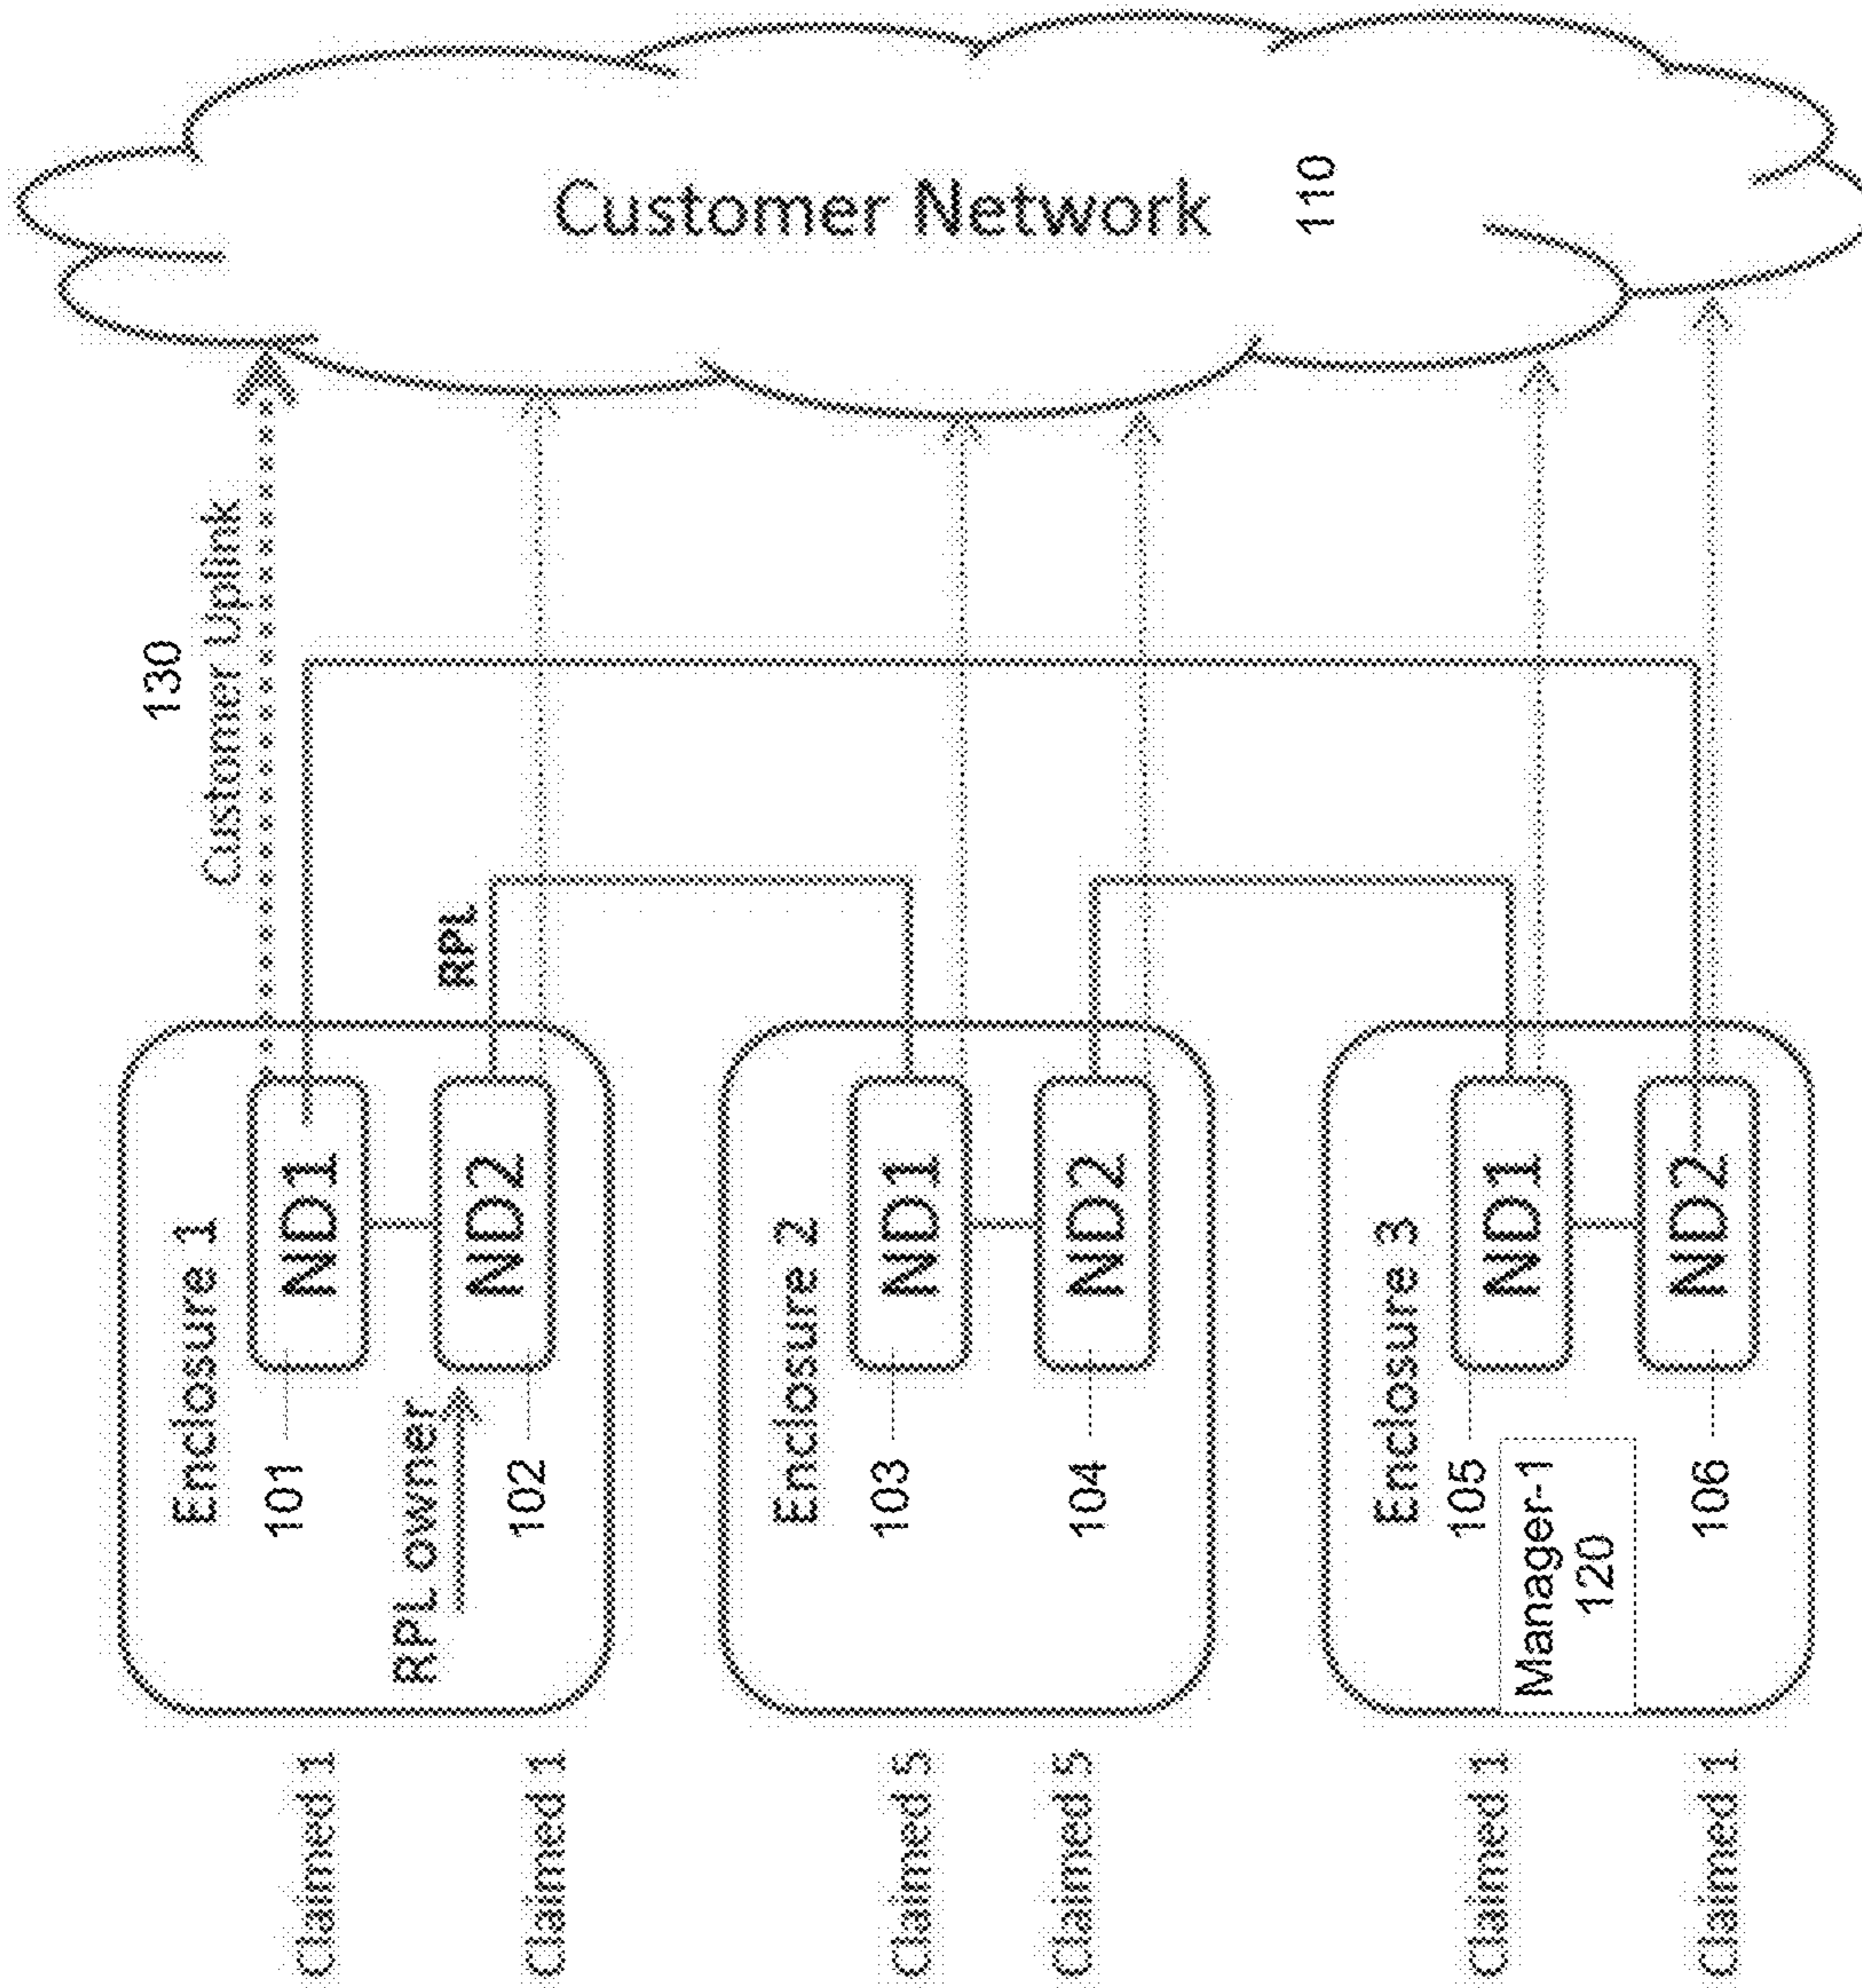 Claimed 1
Claimed 1
Claimed 5
Claimed 5
Claimed 1
Claimed 1
Enclosure 1
101
ND1
RPL owner
102
ND2
Enclosure 2
103
ND1
104
ND2
Enclosure 3
105
ND1
Manager-1
120
106
ND2
RPL
130
Customer Uplink
Customer Network
110